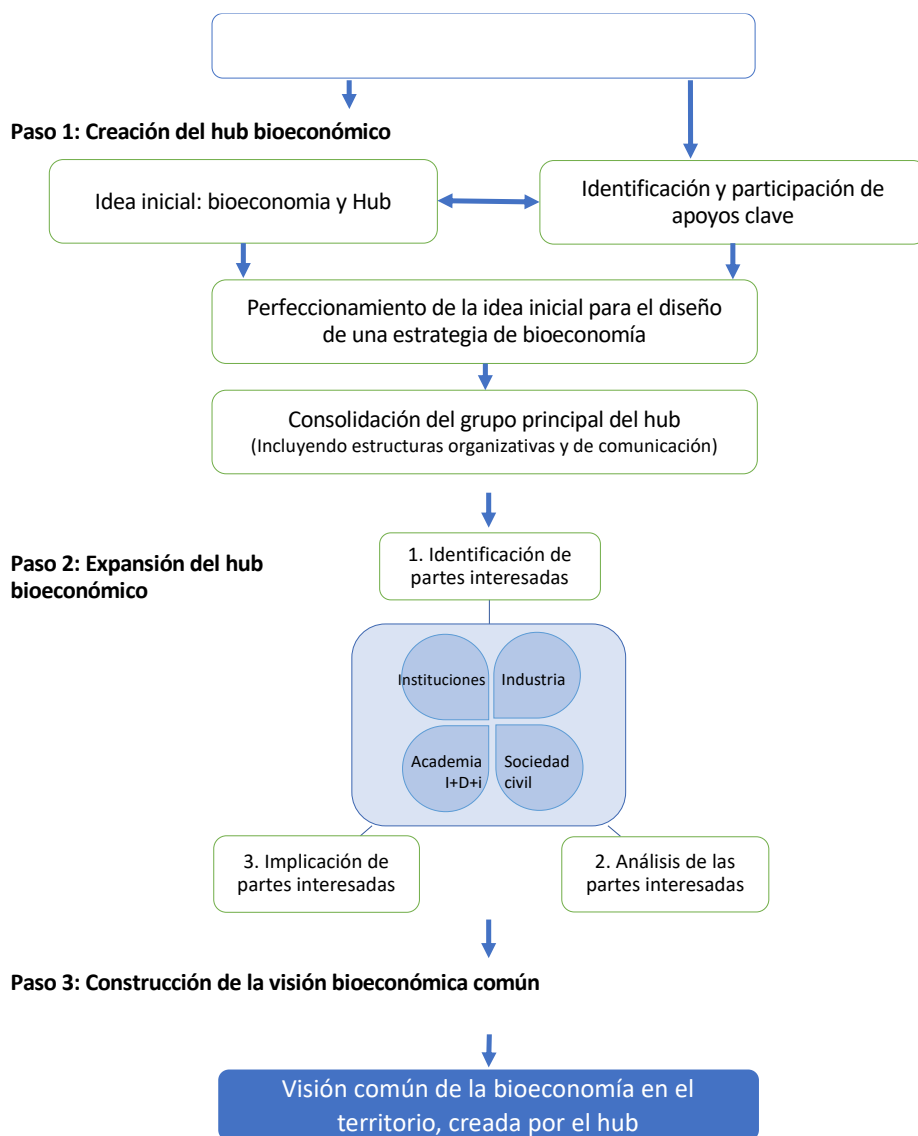 Paso 1: Creación del hub bioeconómico
Idea inicial: bioeconomia y Hub
Identificación y participación de
apoyos clave
Perfeccionamiento de la idea inicial para el diseño
de una estrategia de bioeconomía
Consolidación del grupo principal del hub
(Incluyendo estructuras organizativas y de comunicación)
Paso 2: Expansión del hub
bioeconómico
1. Identificación de
partes interesadas
Instituciones
Industria
Academia
I+D+i
Sociedad
civil
3. Implicación de
partes interesadas
2. Análisis de las
partes interesadas
Paso 3: Construcción de la visión bioeconómica común
Visión común de la bioeconomía en el
territorio, creada por el hub